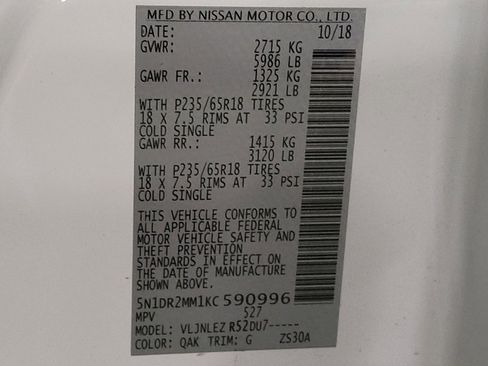 MFD BY NISSAN MOTOR CO., LTD.
DATE: 10/18
GVWR: 2715 KG
5986 LB
GAWR FR.: 1325 KG
2921 LB
WITH P235/65R18 TIRES
18 X 7.5 RIMS AT 33 PSI
COLD SINGLE
GAWR RR.: 1415 KG
3120 LB
WITH P235/65R18 TIRES
18 X 7.5 RIMS AT 33 PSI
COLD SINGLE
THIS VEHICLE CONFORMS TO
ALL APPLICABLE FEDERAL
MOTOR VEHICLE SAFETY AND
THEFT PREVENTION
STANDARDS IN EFFECT ON
THE DATE OF MANUFACTURE
5N1DR2MM1KC 590996
MPV 527
MODEL: VLJNLEZ R52DU7-----
COLOR: QAK TRIM: G ZS30A